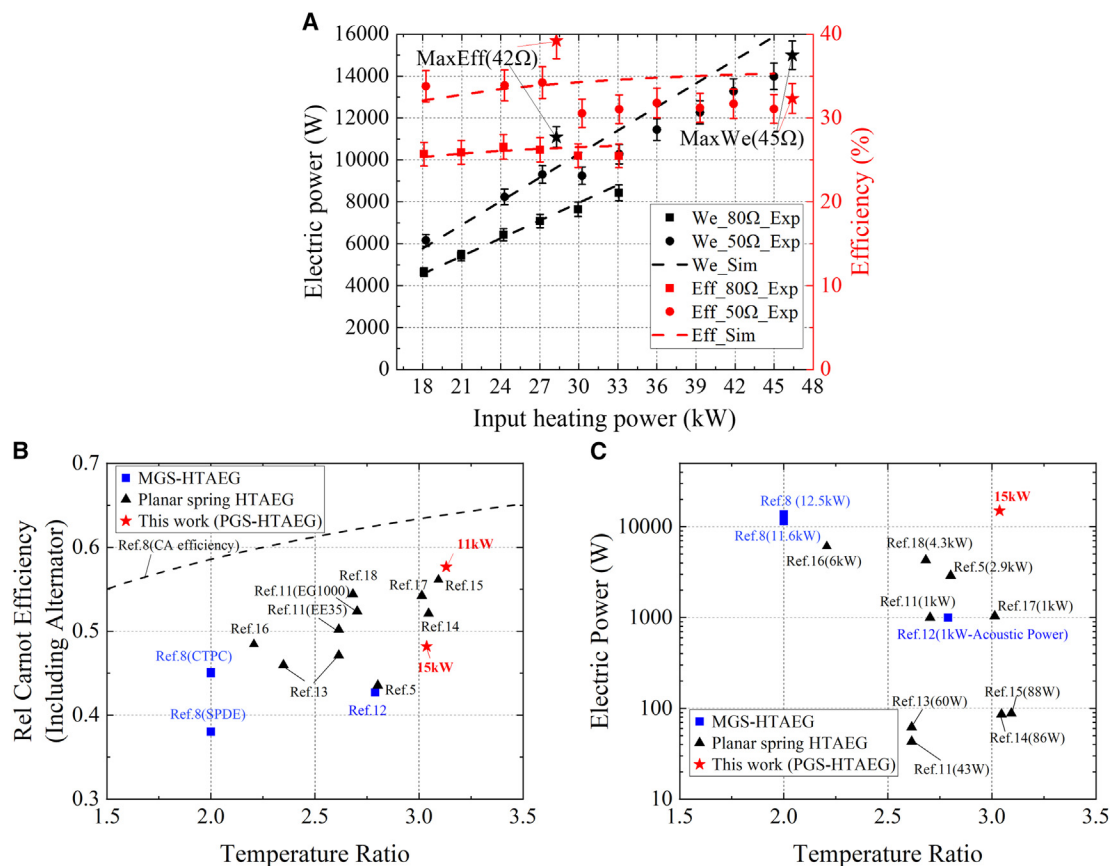 A
16000
14000
12000
10000
8000
6000
4000
2000
0
Electric power (W)
MaxEff(42Ω)
MaxWe(45Ω)
We_80Ω_Exp
We_50Ω_Exp
We_Sim
Eff_80Ω_Exp
Eff_50Ω_Exp
Eff_Sim
40
30
20
10
0
Efficiency (%)
18 21 24 27 30 33 36 39 42 45 48
Input heating power (kW)
B
0.7
0.6
0.5
0.4
0.3
Rel Carnot Efficiency
(Including Alternator)
MGS-HTAEG
Planar spring HTAEG
This work (PGS-HTAEG)
Ref.8(CA efficiency)
11kW
Ref.18
Ref.17
Ref.15
Ref.11(EG1000)
Ref.11(EE35)
Ref.14
Ref.16
15kW
Ref.8(CTPC)
Ref.13
Ref.5
Ref.12
Ref.8(SPDE)
1.5 2.0 2.5 3.0 3.5
Temperature Ratio
C
10000
1000
100
10
Electric Power (W)
Ref.8 (12.5kW)
15kW
Ref.8(11.6kW)
Ref.16(6kW)
Ref.18(4.3kW)
Ref.5(2.9kW)
Ref.11(1kW)
Ref.17(1kW)
Ref.12(1kW-Acoustic Power)
Ref.13(60W)
Ref.15(88W)
Ref.14(86W)
Ref.11(43W)
MGS-HTAEG
Planar spring HTAEG
This work (PGS-HTAEG)
1.5 2.0 2.5 3.0 3.5
Temperature Ratio